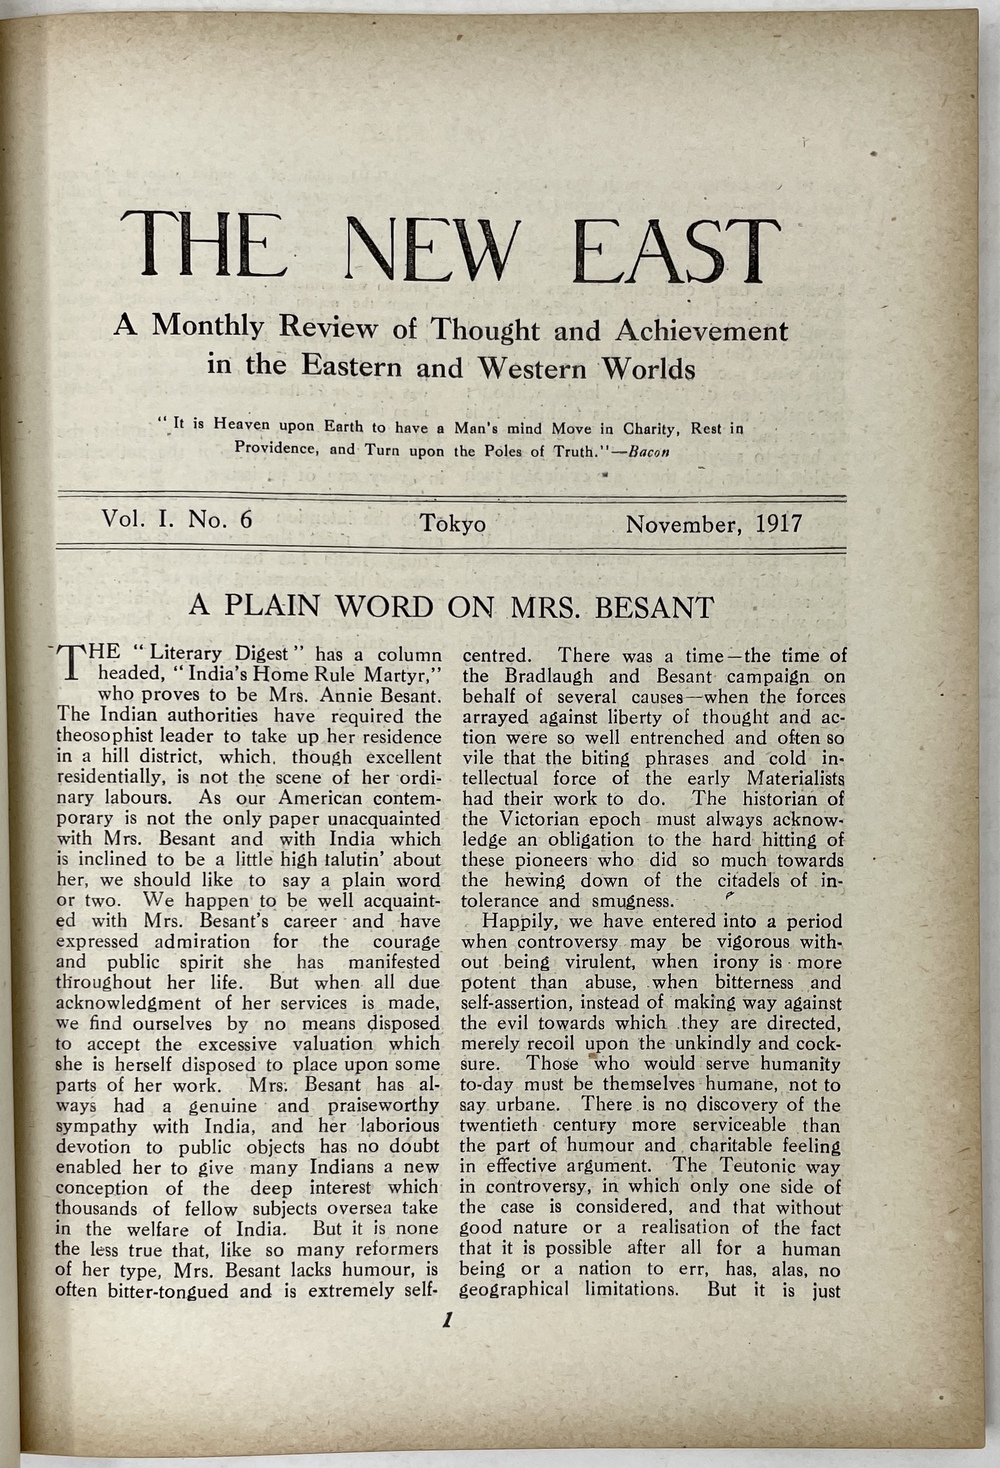 THE NEW EAST
A Monthly Review of Thought and Achievement
in the Eastern and Western Worlds
“It is Heaven upon Earth to have a Man's mind Move in Charity, Rest in
Providence, and Turn upon the Poles of Truth.”—Bacon
Vol. I. No. 6 Tokyo November, 1917
A PLAIN WORD ON MRS. BESANT
THE “Literary Digest” has a column
headed, “India's Home Rule Martyr,”
who proves to be Mrs. Annie Besant.
The Indian authorities have required the
theosophist leader to take up her residence
in a hill district, which, though excellent
residentially, is not the scene of her ordi-
nary labours. As our American contem-
porary is not the only paper unacquainted
with Mrs. Besant and with India which
is inclined to be a little high falutin' about
her, we should like to say a plain word
or two. We happen to be well acquaint-
ed with Mrs. Besant's career and have
expressed admiration for the courage
and public spirit she has manifested
throughout her life. But when all due
acknowledgment of her services is made,
we find ourselves by no means disposed
to accept the excessive valuation which
she is herself disposed to place upon some
parts of her work. Mrs. Besant has al-
ways had a genuine and praiseworthy
sympathy with India, and her laborious
devotion to public objects has no doubt
enabled her to give many Indians a new
conception of the deep interest which
thousands of fellow subjects oversea take
in the welfare of India. But it is none
the less true that, like so many reformers
of her type, Mrs. Besant lacks humour, is
often bitter-tongued and is extremely self-
centred. There was a time—the time of
the Bradlaugh and Besant campaign on
behalf of several causes—when the forces
arrayed against liberty of thought and ac-
tion were so well entrenched and often so
vile that the biting phrases and cold in-
tellectual force of the early Materialists
had their work to do. The historian of
the Victorian epoch must always acknow-
ledge an obligation to the hard hitting of
these pioneers who did so much towards
the hewing down of the citadels of in-
tolerance and smugness.
Happily, we have entered into a period
when controversy may be vigorous with-
out being virulent, when irony is more
potent than abuse, when bitterness and
self-assertion, instead of making way against
the evil towards which they are directed,
merely recoil upon the unkindly and cock-
sure. Those who would serve humanity
to-day must be themselves humane, not to
say urbane. There is no discovery of the
twentieth century more serviceable than
the part of humour and charitable feeling
in effective argument. The Teutonic way
in controversy, in which only one side of
the case is considered, and that without
good nature or a realisation of the fact
that it is possible after all for a human
being or a nation to err, has, alas, no
geographical limitations. But it is just
1